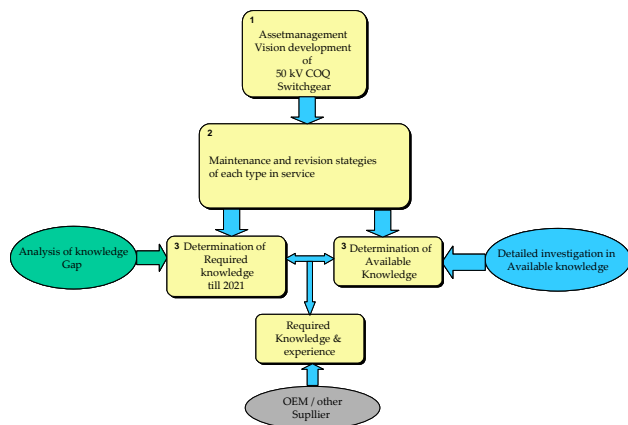 1
Assetmanagement
Vision development
of
50 kV COQ
Switchgear
2
Maintenance and revision stategies
of each type in service
Analysis of knowledge
Gap
3 Determination of
Required
knowledge
till 2021
3 Determination of
Available
Knowledge
Detailed investigation in
Available knowledge
Required
Knowledge &
experience
OEM / other
Supllier